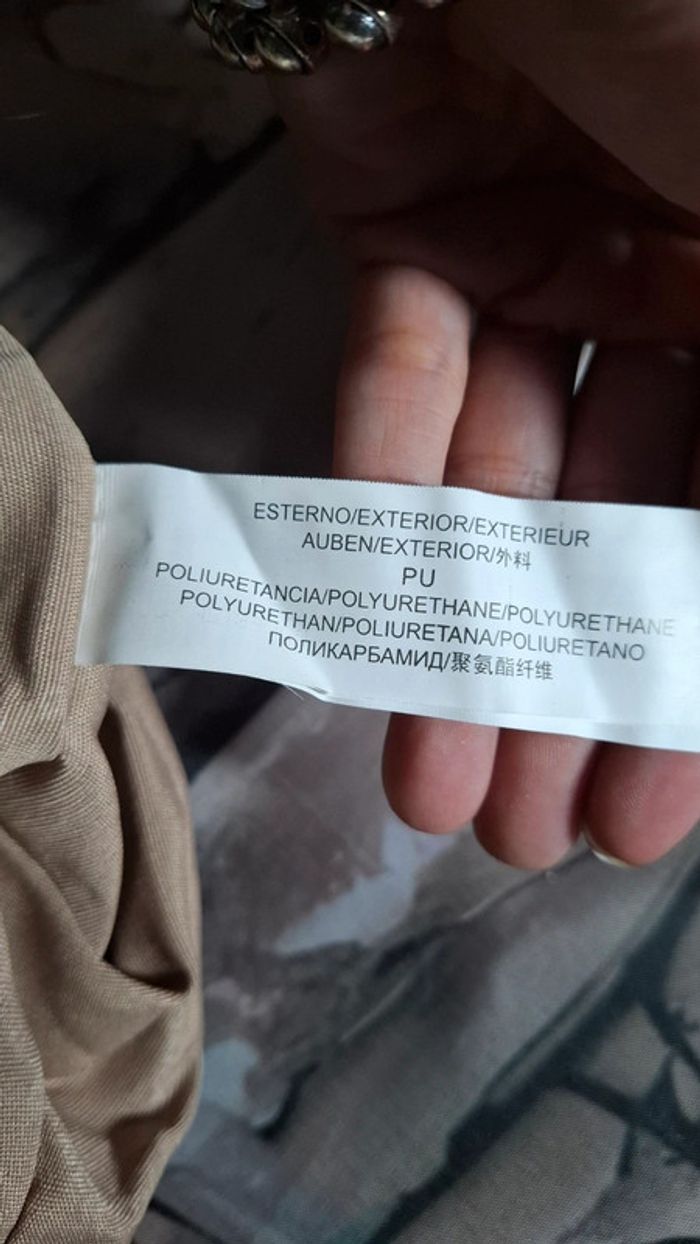 ESTERNO/EXTERIOR/EXTERIEUR
AUBEN/EXTERIOR/外料
PU
POLIURETANCIA/POLYURETHANE/POLYURETHANE
POLYURETHAN/POLIURETANA/POLIURETANO
ПОЛИКАРБАМИД/聚氨酯纤维